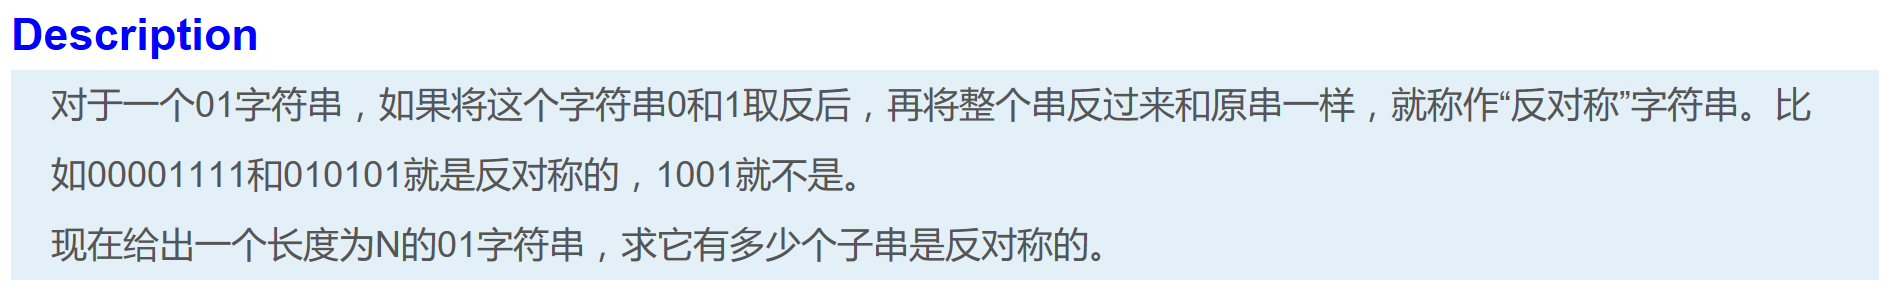 Description
对于一个01字符串，如果将这个字符串0和1取反后，再将整个串反过来和原串一样，就称作“反对称”字符串。比
如00001111和010101就是反对称的，1001就不是。
现在给出一个长度为N的01字符串，求它有多少个子串是反对称的。